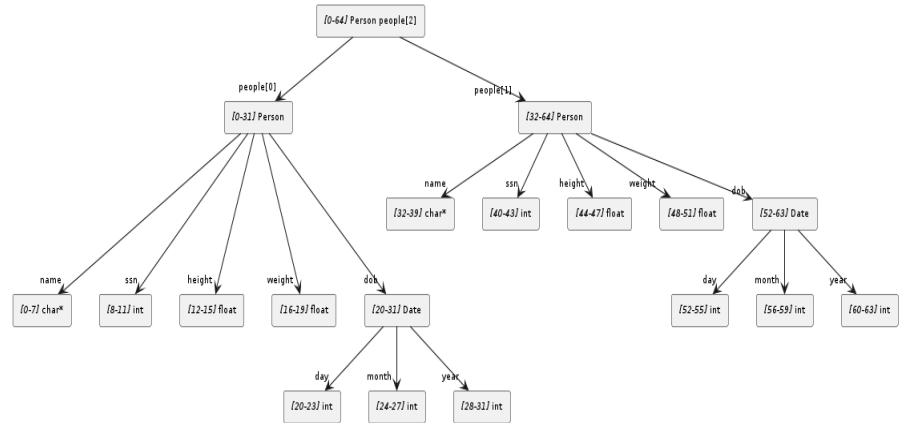 [0-64] Person people[2]
people[0]
people[1]
[0-31] Person
[32-64] Person
name
ssn
height
weight
dob
[32-39] char*
[40-43] int
[44-47] float
[48-51] float
[52-63] Date
name
ssn
height
weight
dob
day
month
year
[0-7] char*
[8-11] int
[12-15] float
[16-19] float
[20-31] Date
[52-55] int
[56-59] int
[60-63] int
day
month
year
[20-23] int
[24-27] int
[28-31] int